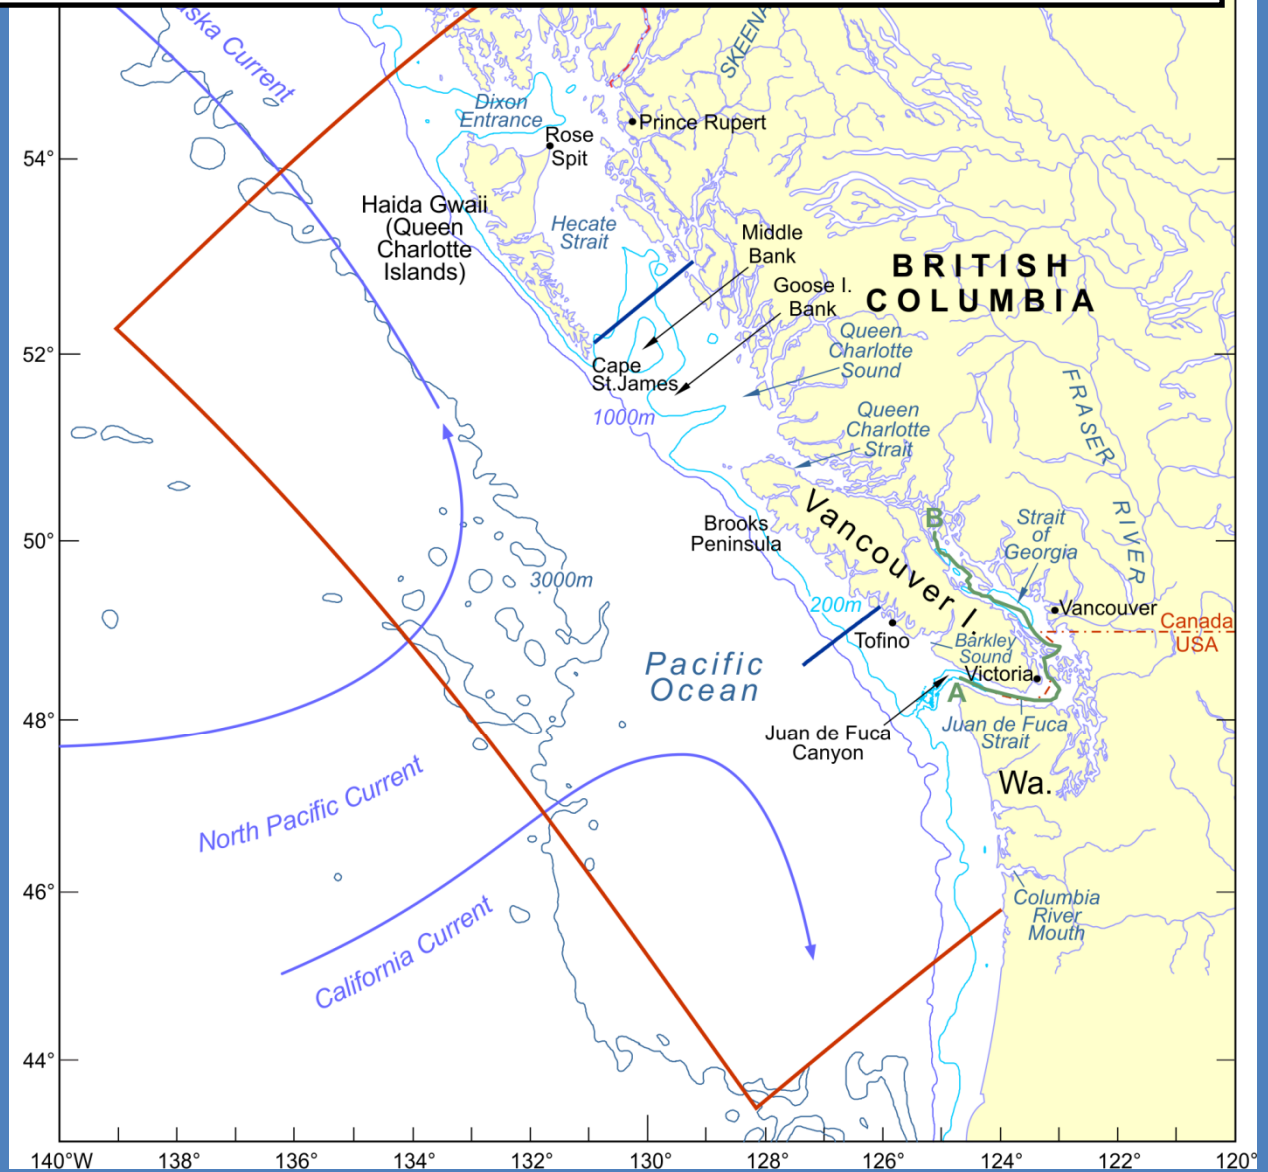 ska Current
SKEENA
Dixon
Entrance
Prince Rupert
Rose
Spit
54°
Haida Gwaii
(Queen
Charlotte
Islands)
Hecate
Strait
Middle
Bank
BRITISH
COLUMBIA
Goose I.
Bank
Queen
Charlotte
Sound
52°
Cape
St.James
1000m
FRASER
RIVER
Queen
Charlotte
Strait
Vancouver I.
B
Strait
of
Georgia
Brooks
Peninsula
50°
3000m
200m
Vancouver
Canada
USA
Tofino
Barkley
Sound
Victoria
Pacific
Ocean
A
48°
Juan de Fuca
Canyon
Juan de Fuca
Strait
Wa.
North Pacific Current
46°
Columbia
River
Mouth
California Current
44°
140°W
138°
136°
134°
132°
130°
128°
126°
124°
122°
120°